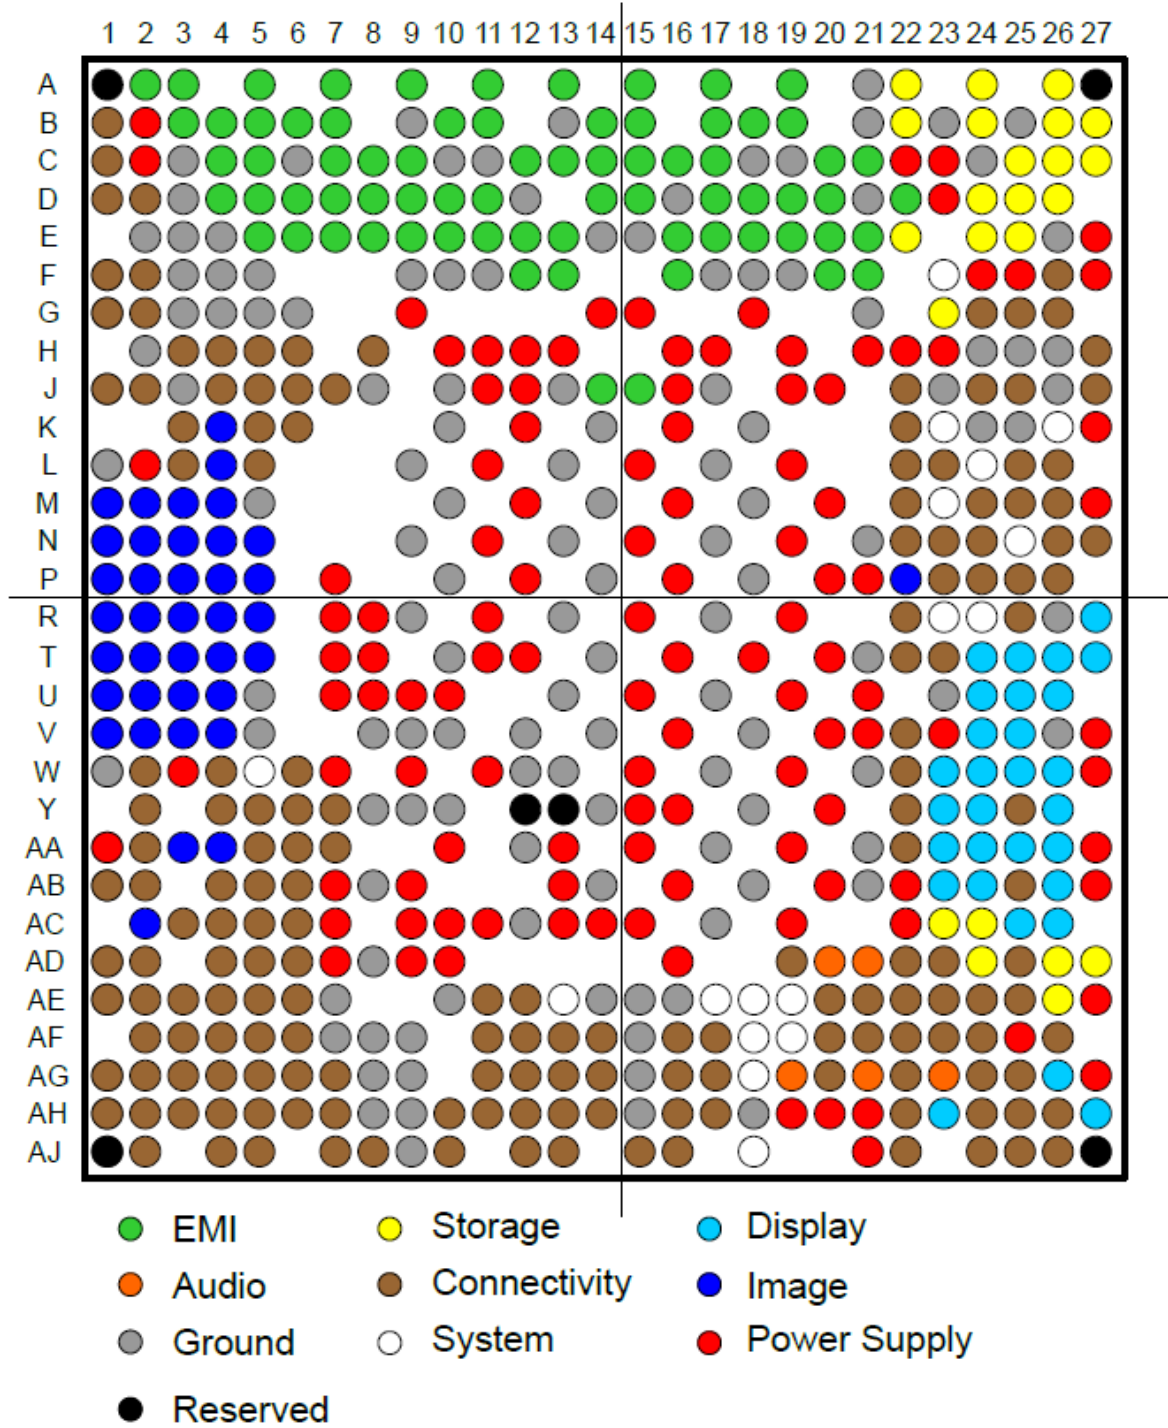 1 2 3 4 5 6 7 8 9 10 11 12 13 14 15 16 17 18 19 20 21 22 23 24 25 26 27
A
B
C
D
E
F
G
H
J
K
L
M
N
P
R
T
U
V
W
Y
AA
AB
AC
AD
AE
AF
AG
AH
AJ
EMI Storage Display
Audio Connectivity Image
Ground System Power Supply
Reserved